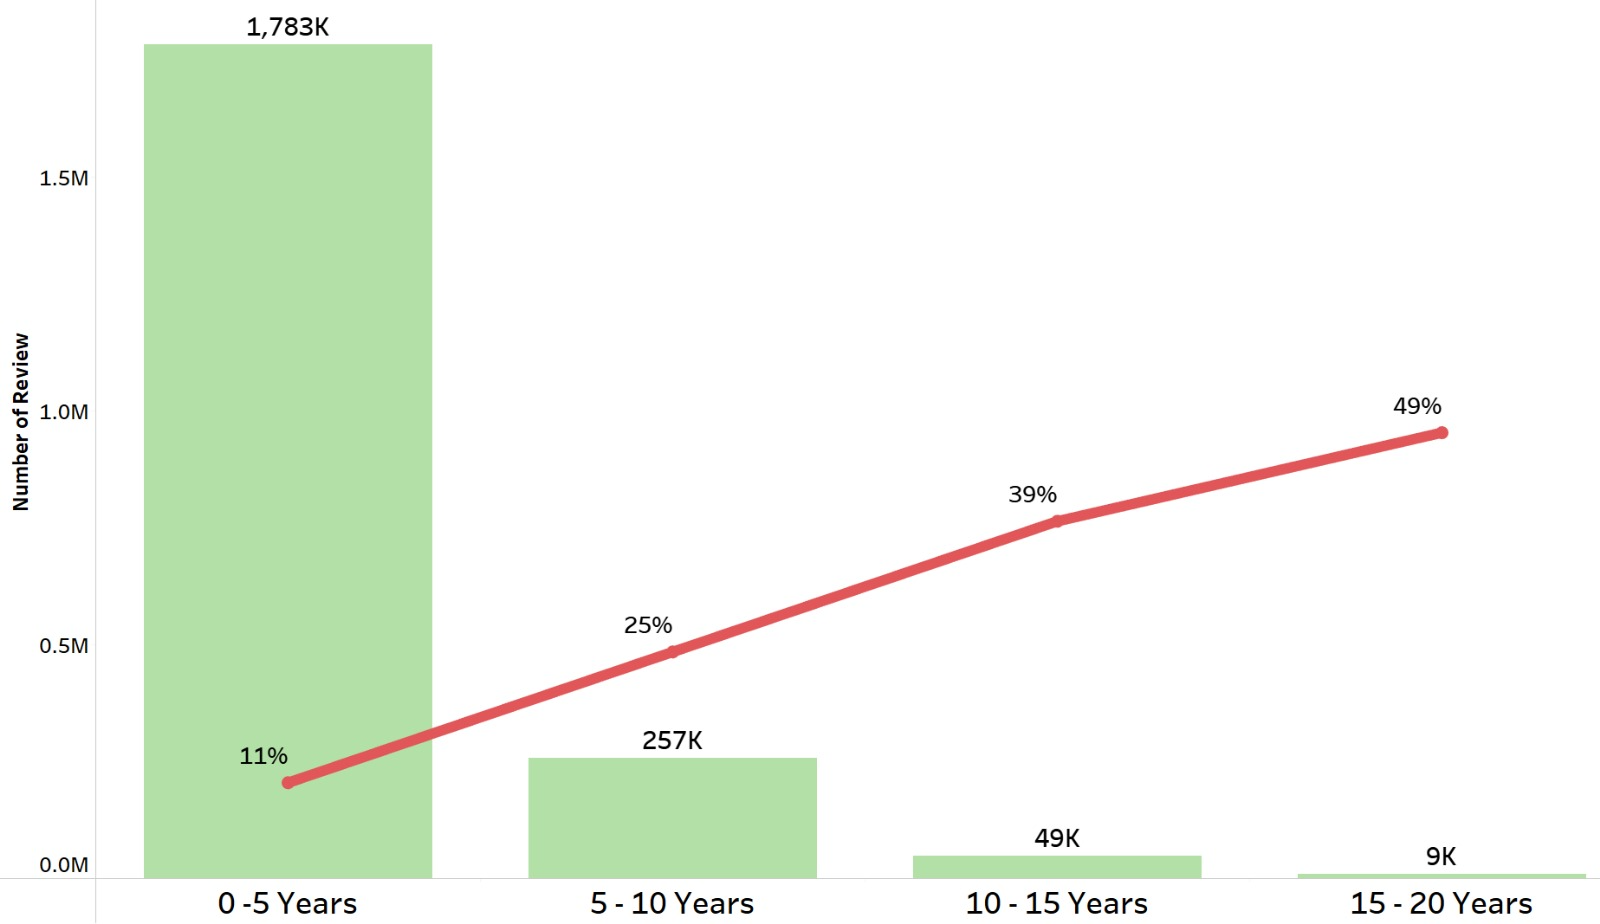 1,783K
1.5M
1.0M
0.5M
0.0M
Number of Review
11%
25%
39%
49%
257K
49K
9K
0 -5 Years
5 - 10 Years
10 - 15 Years
15 - 20 Years